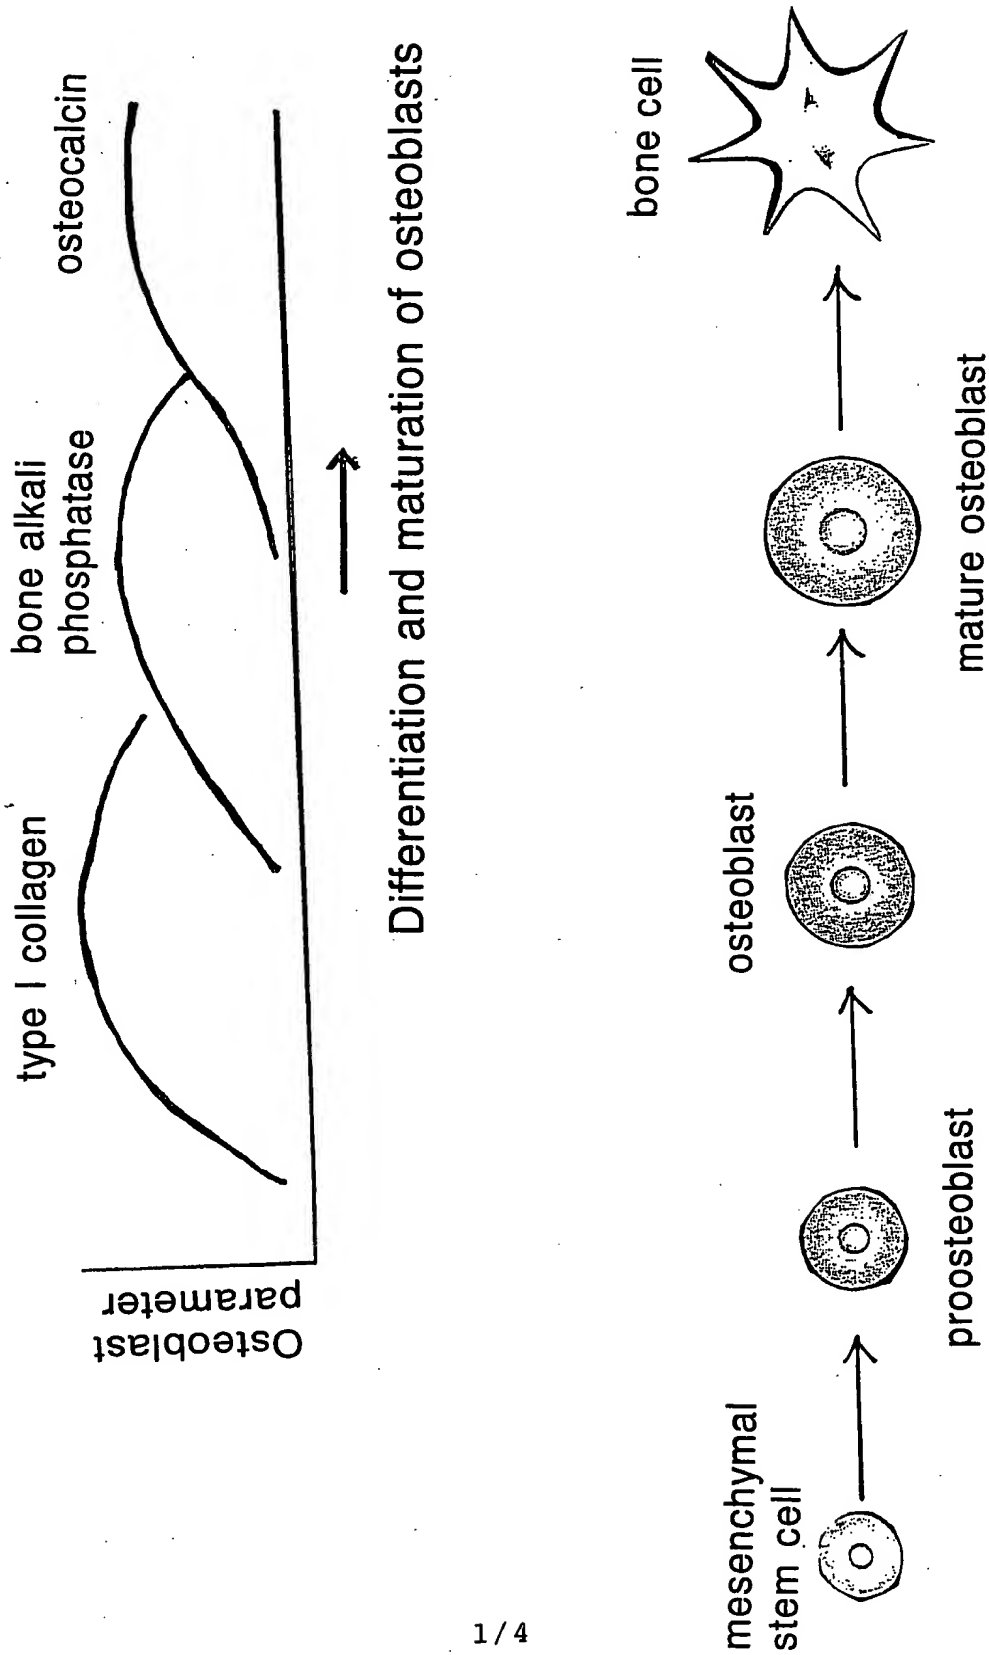 type I collagen
bone alkali
phosphatase
osteocalcin
Osteoblast
parameter
Differentiation and maturation of osteoblasts
mesenchymal
stem cell
proosteoblast
osteoblast
mature osteoblast
bone cell
1/4